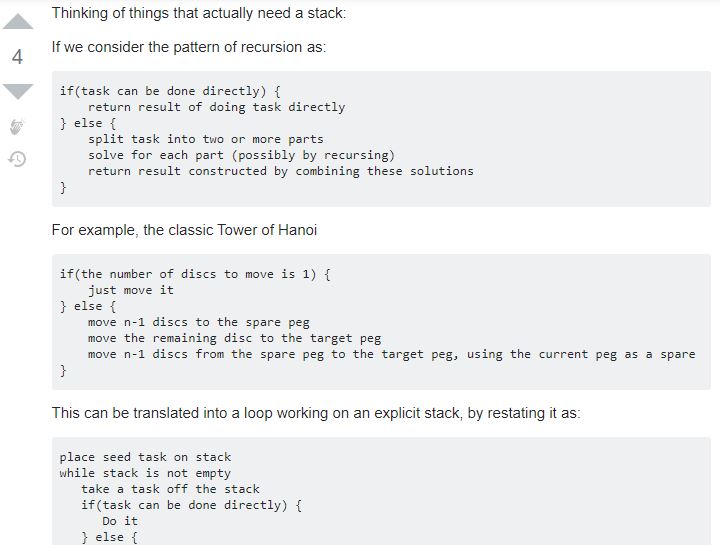 Thinking of things that actually need a stack:
4
If we consider the pattern of recursion as:
if(task can be done directly) {
    return result of doing task directly
} else {
    split task into two or more parts
    solve for each part (possibly by recursing)
    return result constructed by combining these solutions
}
For example, the classic Tower of Hanoi
if(the number of discs to move is 1) {
    just move it
} else {
    move n-1 discs to the spare peg
    move the remaining disc to the target peg
    move n-1 discs from the spare peg to the target peg, using the current peg as a spare
}
This can be translated into a loop working on an explicit stack, by restating it as:
place seed task on stack
while stack is not empty
   take a task off the stack
   if(task can be done directly) {
      Do it
   } else {